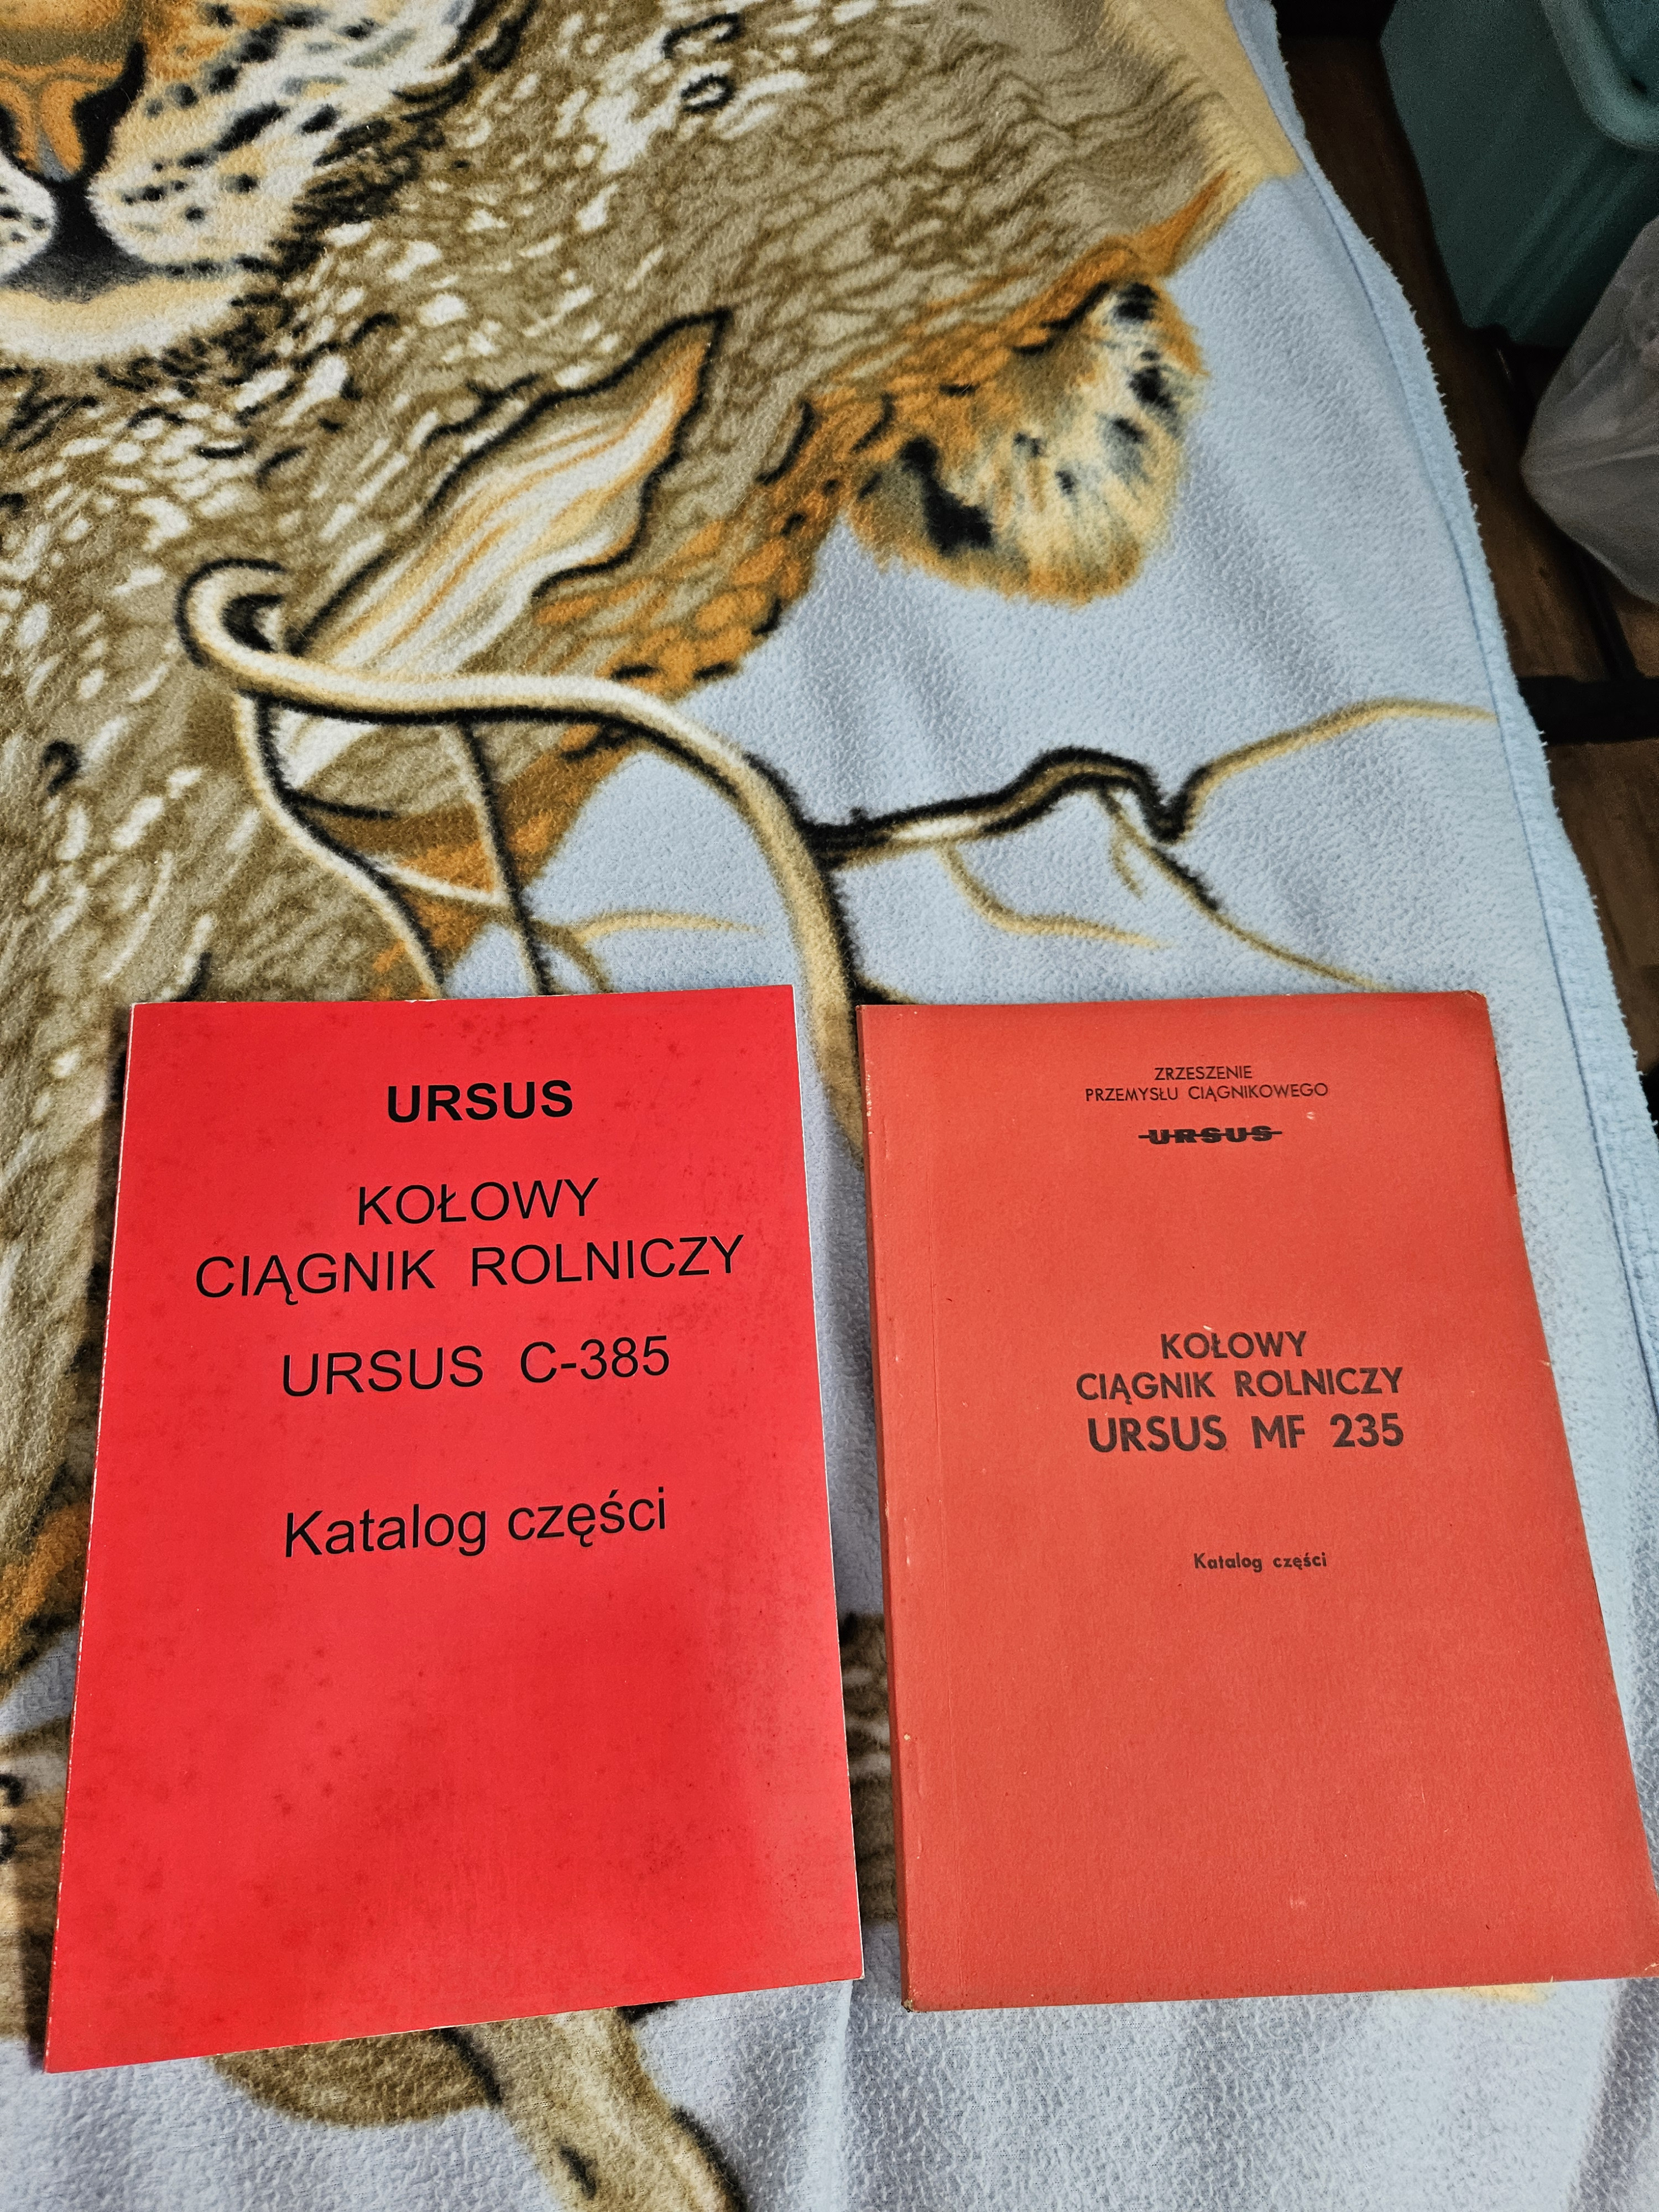 URSUS
KOŁOWY
CIĄGNIK ROLNICZY
URSUS C-385
Katalog części
ZRZESZENIE
PRZEMYSŁU CIĄGNIKOWEGO
URSUS
KOŁOWY
CIĄGNIK ROLNICZY
URSUS MF 235
Katalog części